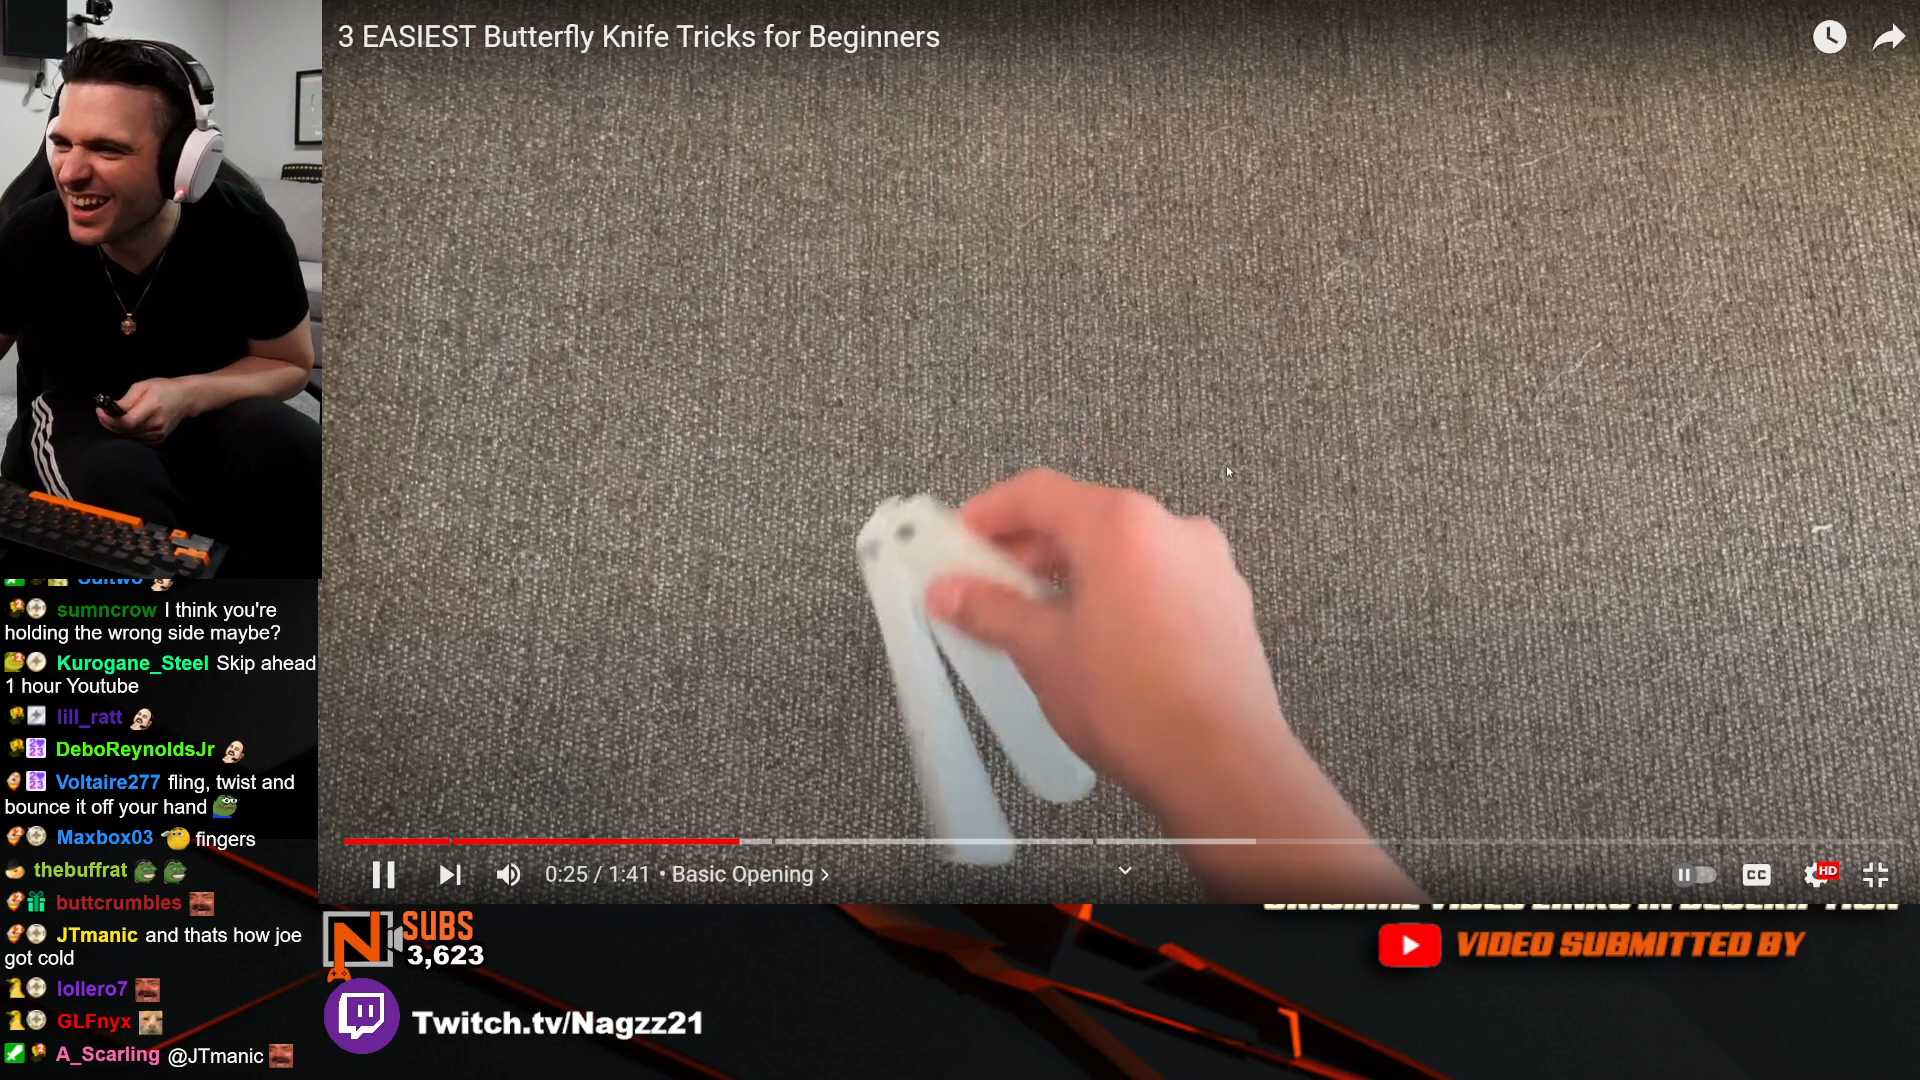 3 EASIEST Butterfly Knife Tricks for Beginners
sumncrow I think you're
holding the wrong side maybe?
Kurogane_Steel Skip ahead
1 hour Youtube
lill_ratt
DeboReynoldsJr
Voltaire277 fling, twist and
bounce it off your hand
Maxbox03 fingers
thebuffrat
buttcrumbles
JTmanic and thats how joe
got cold
lollero7
GLFnyx
A_Scarling @JTmanic
0:25 / 1:41 • Basic Opening
CC
HD
N SUBS
3,623
Twitch.tv/Nagzz21
VIDEO SUBMITTED BY